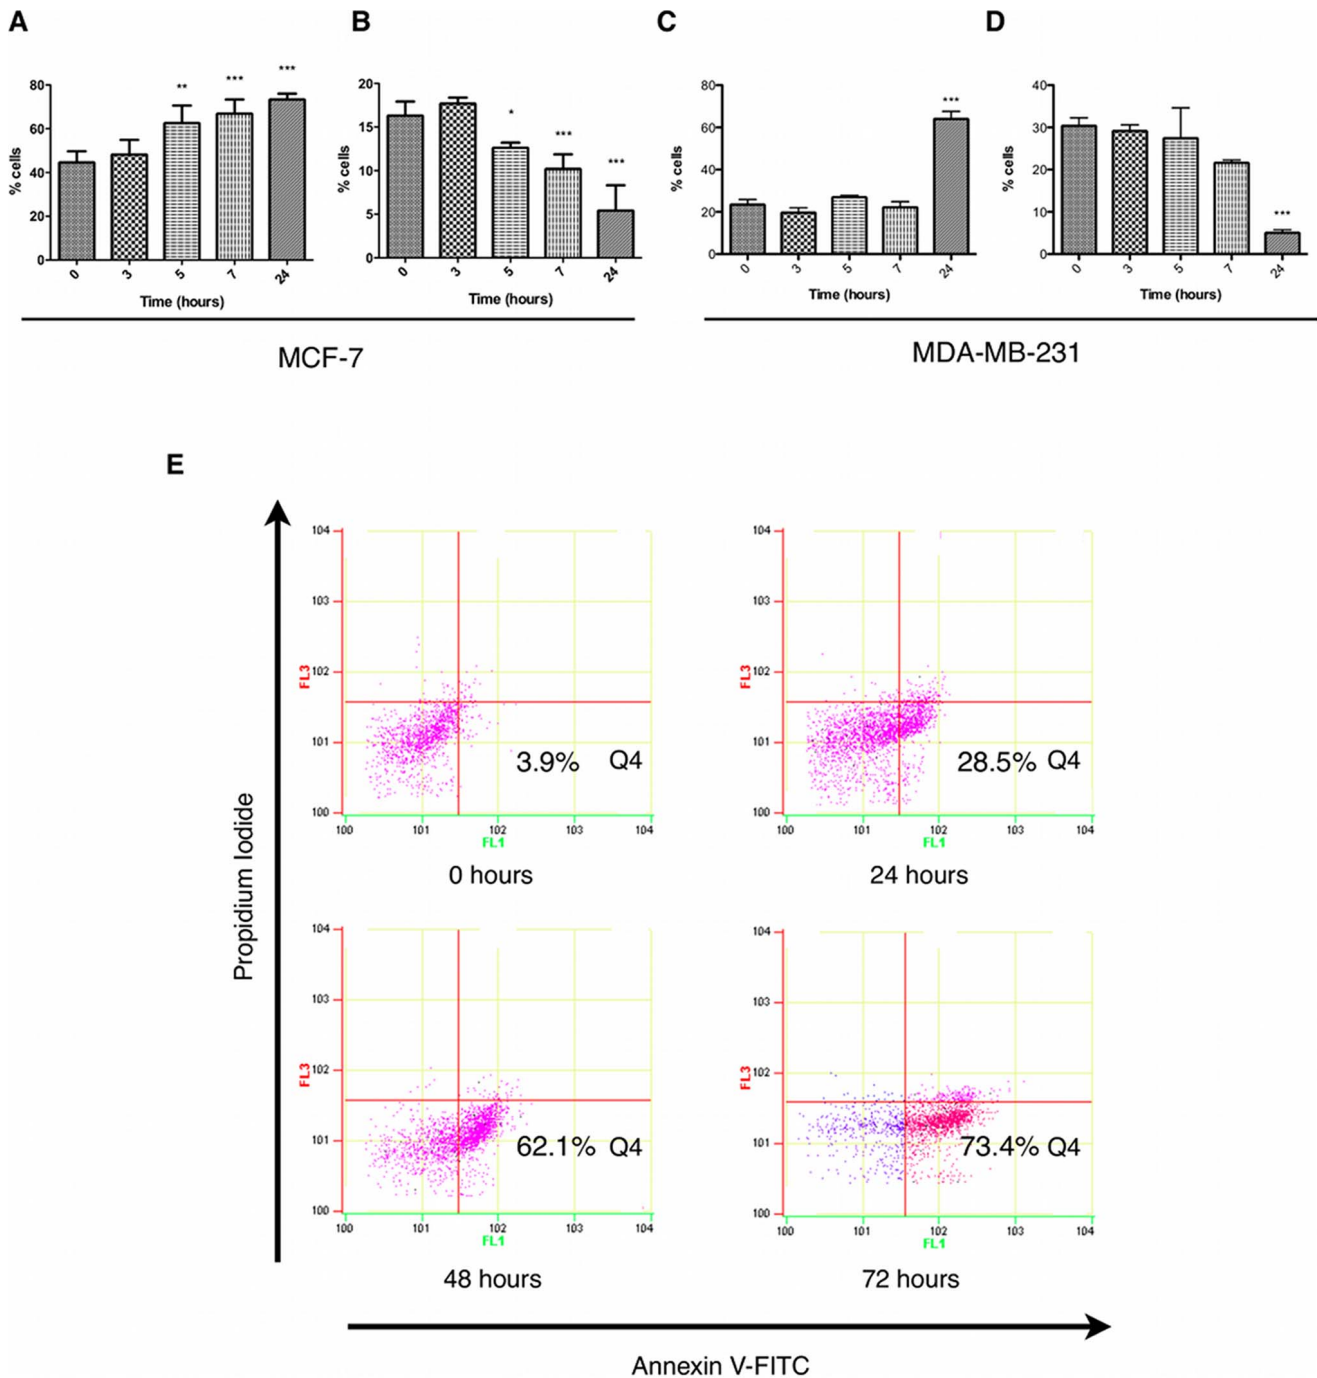 A
B
C
D
% cells
80
60
40
20
0
**
***
***
0
3
5
7
24
Time (hours)
% cells
20
15
10
5
0
*
***
***
0
3
5
7
24
Time (hours)
% cells
80
60
40
20
0
***
0
3
5
7
24
Time (hours)
% cells
40
30
20
10
0
***
0
3
5
7
24
Time (hours)
MCF-7
MDA-MB-231
E
Propidium Iodide
104
103
102
101
100
FL3
3.9% Q4
100 101 102 103 104
FL1
0 hours
104
103
102
101
100
FL3
28.5% Q4
100 101 102 103 104
FL1
24 hours
104
103
102
101
100
FL3
62.1% Q4
100 101 102 103 104
FL1
48 hours
104
103
102
101
100
FL3
73.4% Q4
100 101 102 103 104
FL1
72 hours
Annexin V-FITC